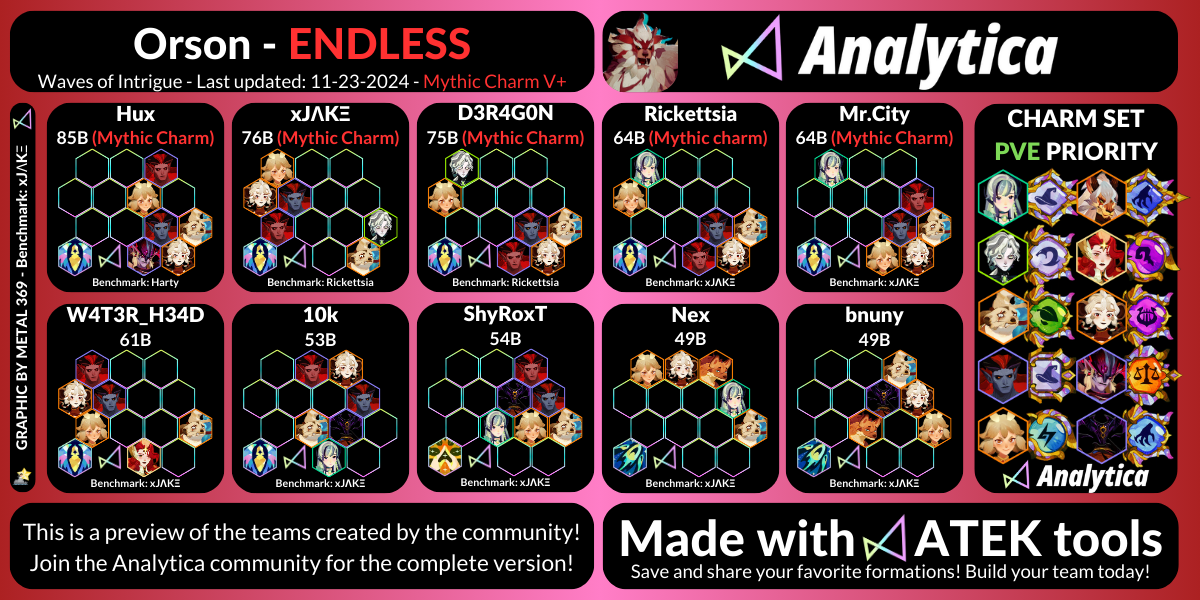 Orson - ENDLESS
Waves of Intrigue - Last updated: 11-23-2024 - Mythic Charm V+
Analytica
GRAPHIC BY METAL 369 - Benchmark: xJΛKΞ
Hux
85B (Mythic Charm)
Benchmark: Harty
xJΛKΞ
76B (Mythic Charm)
Benchmark: Rickettsia
D3R4G0N
75B (Mythic Charm)
Benchmark: Rickettsia
Rickettsia
64B (Mythic Charm)
Benchmark: xJΛKΞ
Mr.City
64B (Mythic Charm)
Benchmark: xJΛKΞ
CHARM SET
PVE PRIORITY
Analytica
W4T3R_H34D
61B
Benchmark: xJΛKΞ
10k
53B
Benchmark: xJΛKΞ
ShyRoxT
54B
Benchmark: xJΛKΞ
Nex
49B
Benchmark: xJΛKΞ
bnuny
49B
Benchmark: xJΛKΞ
This is a preview of the teams created by the community!
Join the Analytica community for the complete version!
Made with ATEK tools
Save and share your favorite formations! Build your team today!